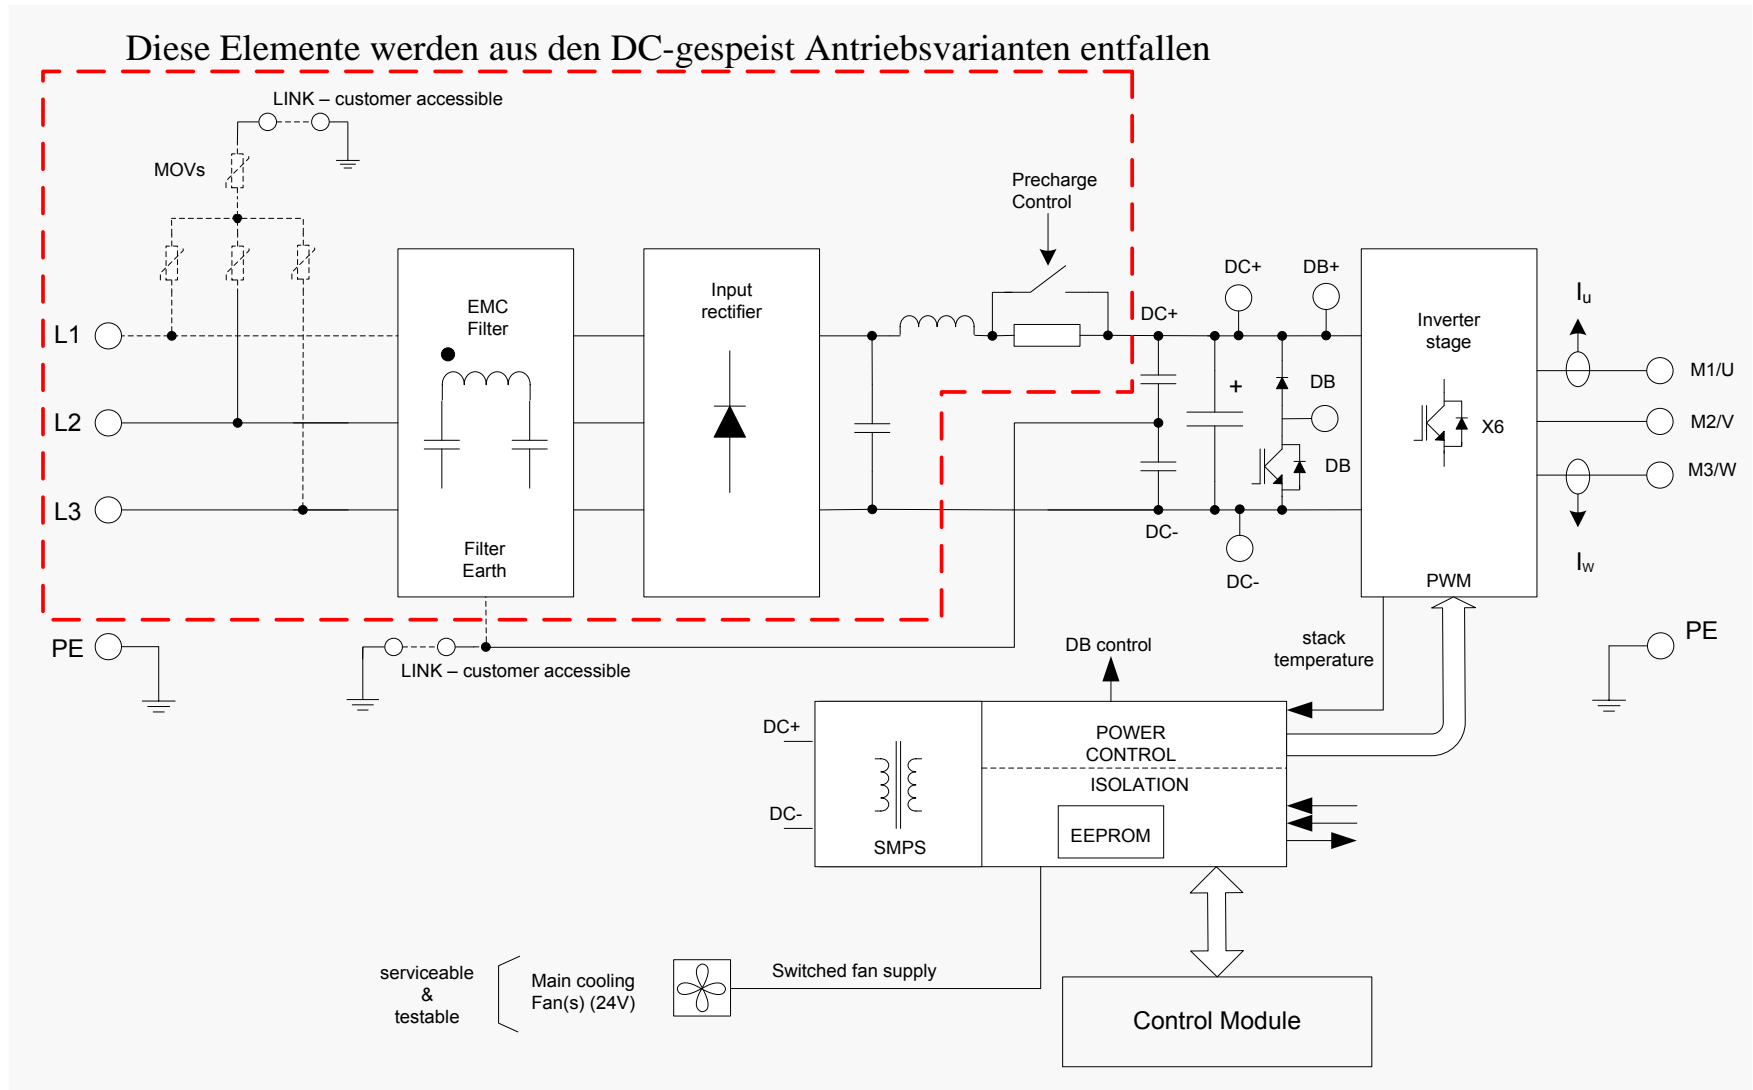 Diese Elemente werden aus den DC-gespeist Antriebsvarianten entfallen
LINK – customer accessible
MOVs
Precharge
Control
L1
L2
L3
PE
EMC
Filter
Filter
Earth
Input
rectifier
LINK – customer accessible
DC+
DC-
DC+
DB+
DB
DB
DC-
Inverter
stage
X6
PWM
Iu
M1/U
M2/V
M3/W
Iw
PE
DB control
stack
temperature
DC+
DC-
SMPS
POWER
CONTROL
ISOLATION
EEPROM
serviceable
&
testable
Main cooling
Fan(s) (24V)
Switched fan supply
+
Control Module